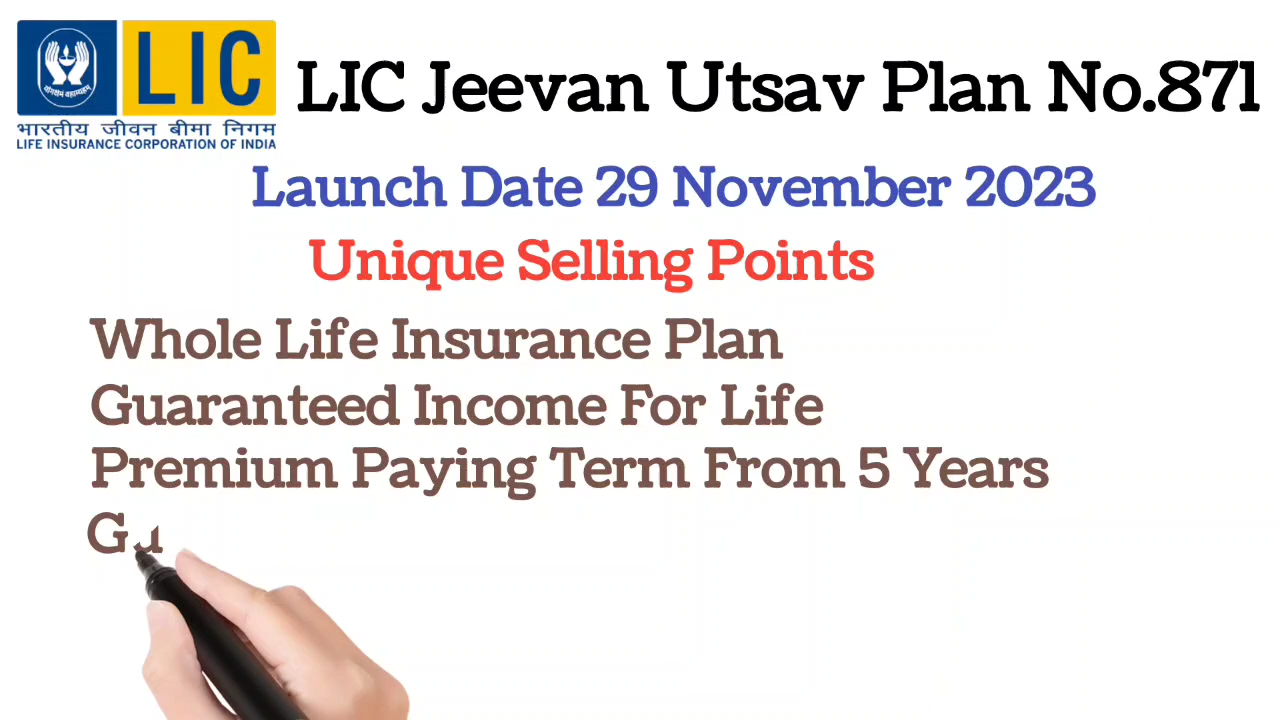 LIC
भारतीय जीवन बीमा निगम
LIFE INSURANCE CORPORATION OF INDIA
LIC Jeevan Utsav Plan No.871
Launch Date 29 November 2023
Unique Selling Points
Whole Life Insurance Plan
Guaranteed Income For Life
Premium Paying Term From 5 Years
Gu